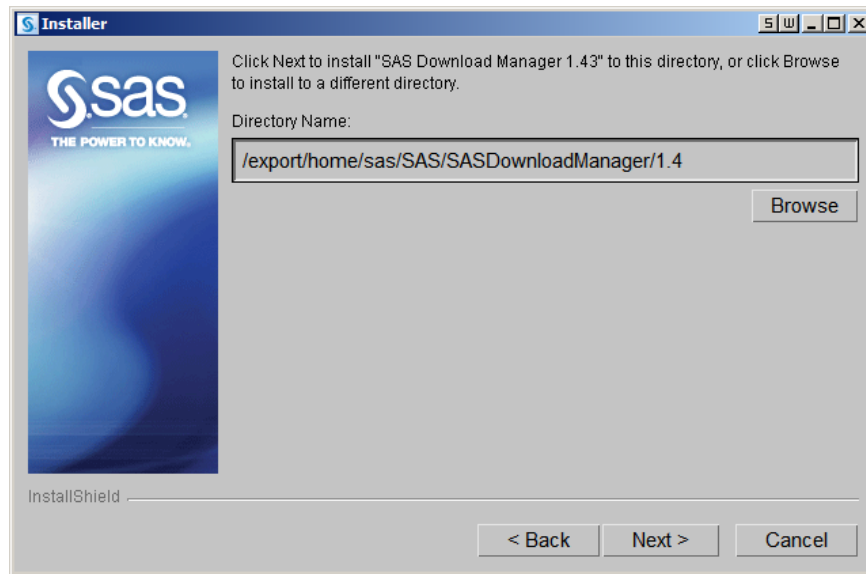 Installer
S W
Ssas
THE POWER TO KNOW.
Click Next to install "SAS Download Manager 1.43" to this directory, or click Browse
to install to a different directory.
Directory Name:
/export/home/sas/SAS/SASDownloadManager/1.4
Browse
InstallShield
< Back
Next >
Cancel